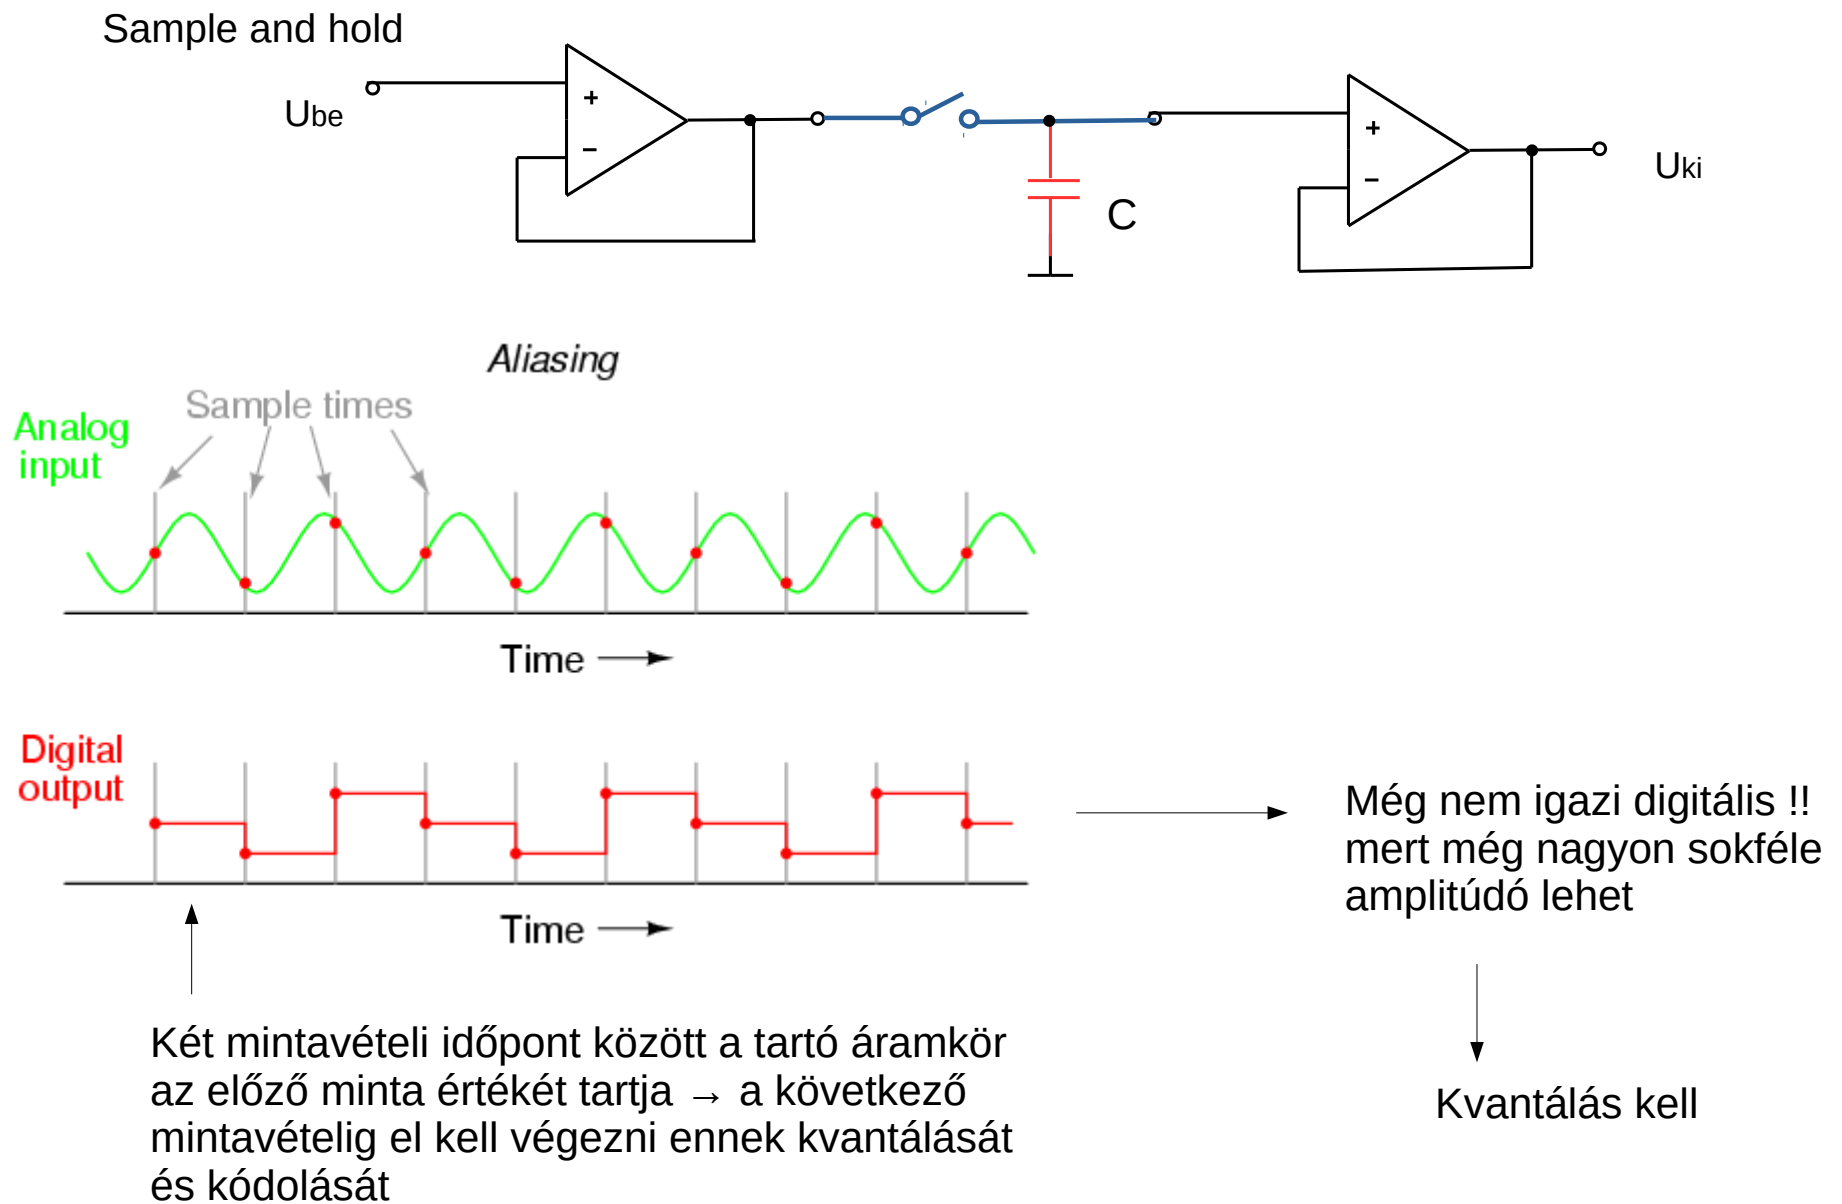 Sample and hold
Ube
+
−
C
+
−
Uki
Aliasing
Sample times
Analog
input
Time
Digital
output
Time
Még nem igazi digitális !!
mert még nagyon sokféle
amplitúdó lehet
Kvantálás kell
Két mintavételi időpont között a tartó áramkör
az előző minta értékét tartja → a következő
mintavételig el kell végezni ennek kvantálását
és kódolását